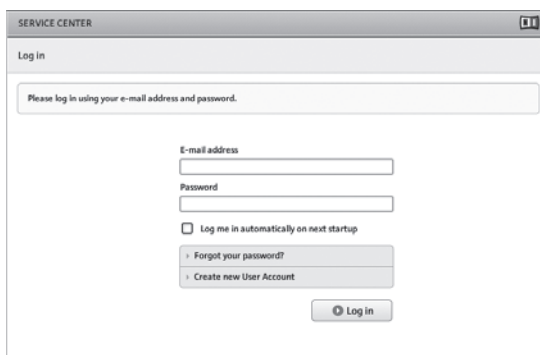 SERVICE CENTER
Log in
Please log in using your e-mail address and password.
E-mail address
Password
Log me in automatically on next startup
› Forgot your password?
› Create new User Account
Log in